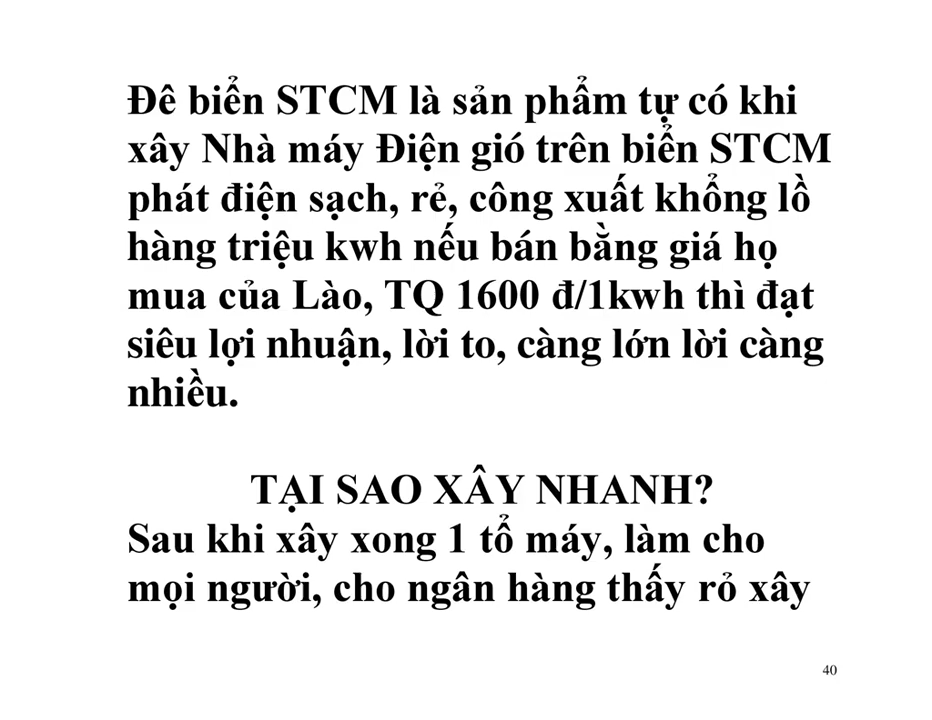 Đê biển STCM là sản phẩm tự có khi
xây Nhà máy Điện gió trên biển STCM
phát điện sạch, rẻ, công xuất khổng lồ
hàng triệu kwh nếu bán bằng giá họ
mua của Lào, TQ 1600 đ/1kwh thì đạt
siêu lợi nhuận, lời to, càng lớn lời càng
nhiều.
TẠI SAO XÂY NHANH?
Sau khi xây xong 1 tổ máy, làm cho
mọi người, cho ngân hàng thấy rỏ xây
40